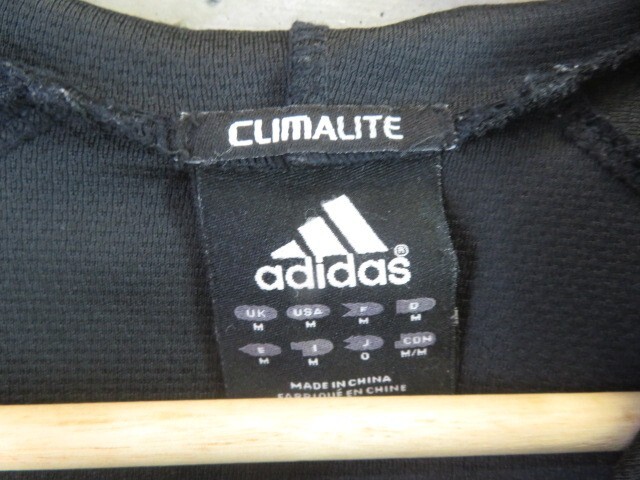 CLIMALITE
adidas®
UK USA F D
M M M M
E I J CDN
M M O M/M
MADE IN CHINA
FABRIQUÉ EN CHINE